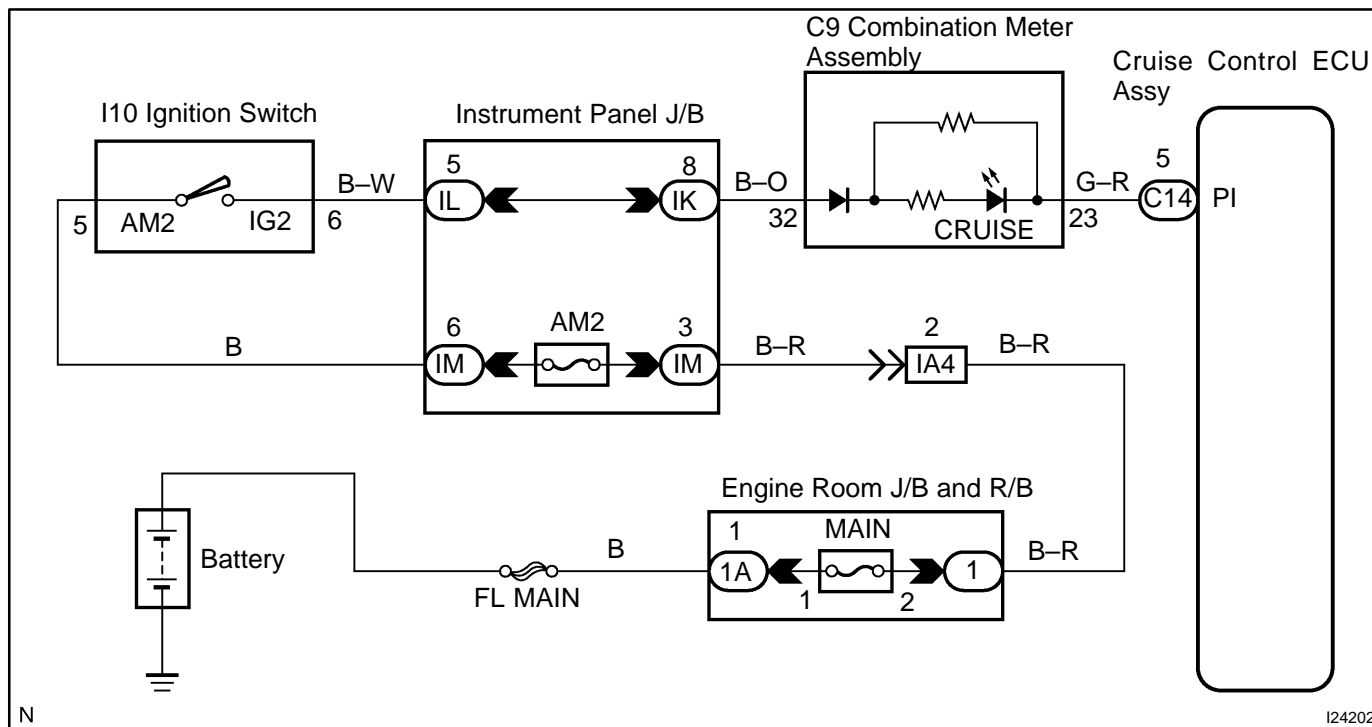 C9 Combination Meter
Assembly
Cruise Control ECU
Assy
I10 Ignition Switch
Instrument Panel J/B
5
8
5
B–W
B–O
G–R
IL
IK
C14
PI
5
AM2
IG2
6
32
CRUISE
23
6
AM2
3
2
B
B–R
B–R
IM
IM
IA4
Engine Room J/B and R/B
1
MAIN
Battery
B
B–R
1A
1
FL MAIN
1
2
N
I24202